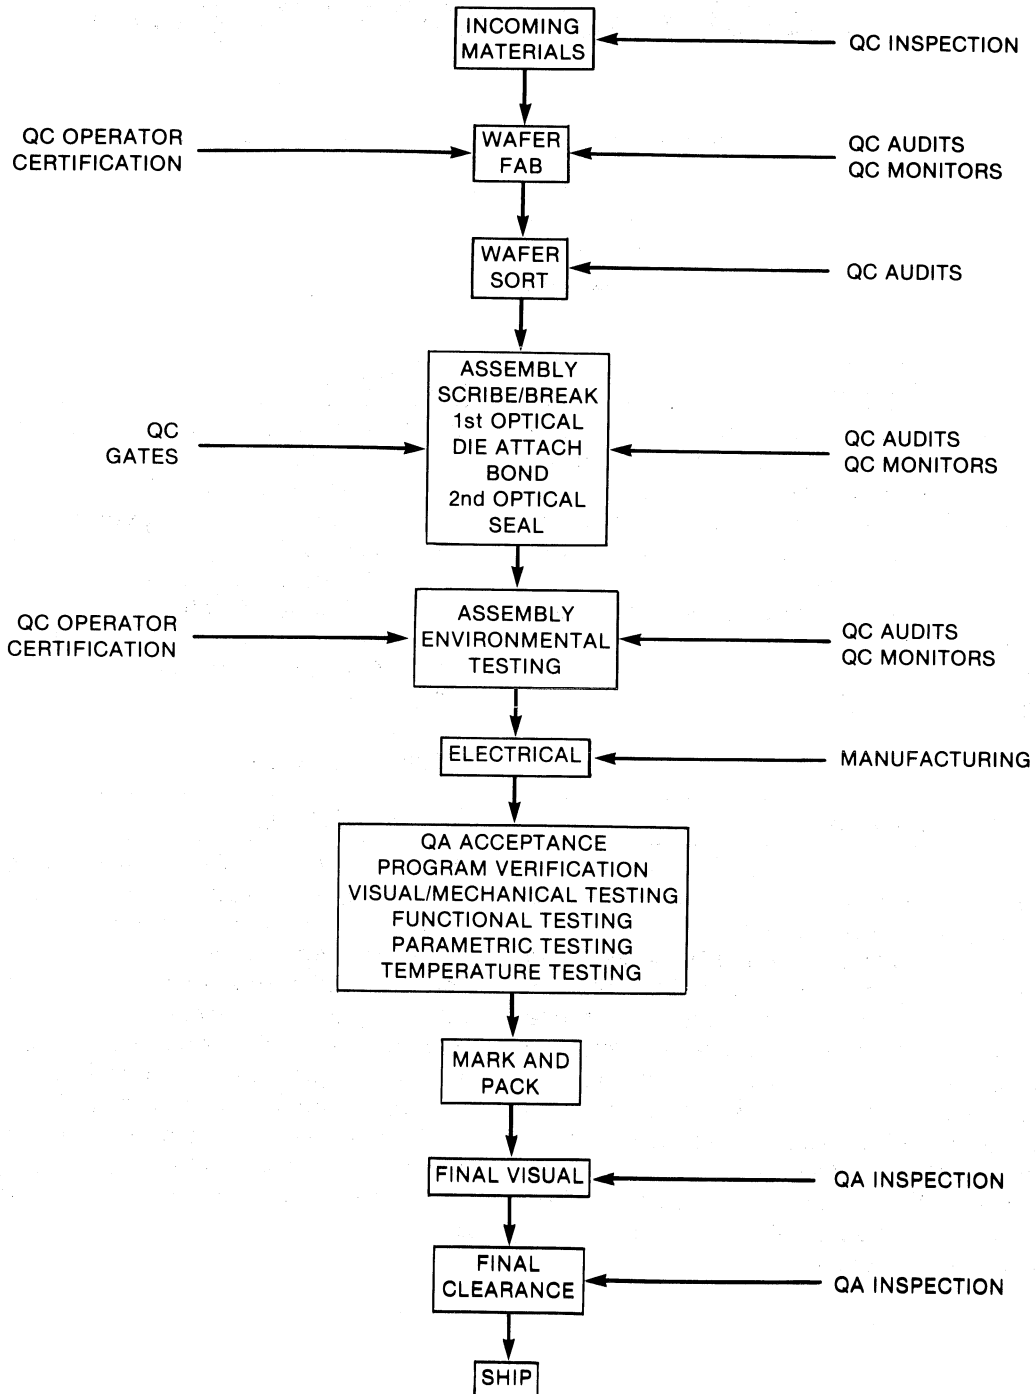 INCOMING
MATERIALS
QC INSPECTION
QC OPERATOR
CERTIFICATION
WAFER
FAB
QC AUDITS
QC MONITORS
WAFER
SORT
QC AUDITS
QC
GATES
ASSEMBLY
SCRIBE/BREAK
1st OPTICAL
DIE ATTACH
BOND
2nd OPTICAL
SEAL
QC AUDITS
QC MONITORS
QC OPERATOR
CERTIFICATION
ASSEMBLY
ENVIRONMENTAL
TESTING
QC AUDITS
QC MONITORS
ELECTRICAL
MANUFACTURING
QA ACCEPTANCE
PROGRAM VERIFICATION
VISUAL/MECHANICAL TESTING
FUNCTIONAL TESTING
PARAMETRIC TESTING
TEMPERATURE TESTING
MARK AND
PACK
FINAL VISUAL
QA INSPECTION
FINAL
CLEARANCE
QA INSPECTION
SHIP